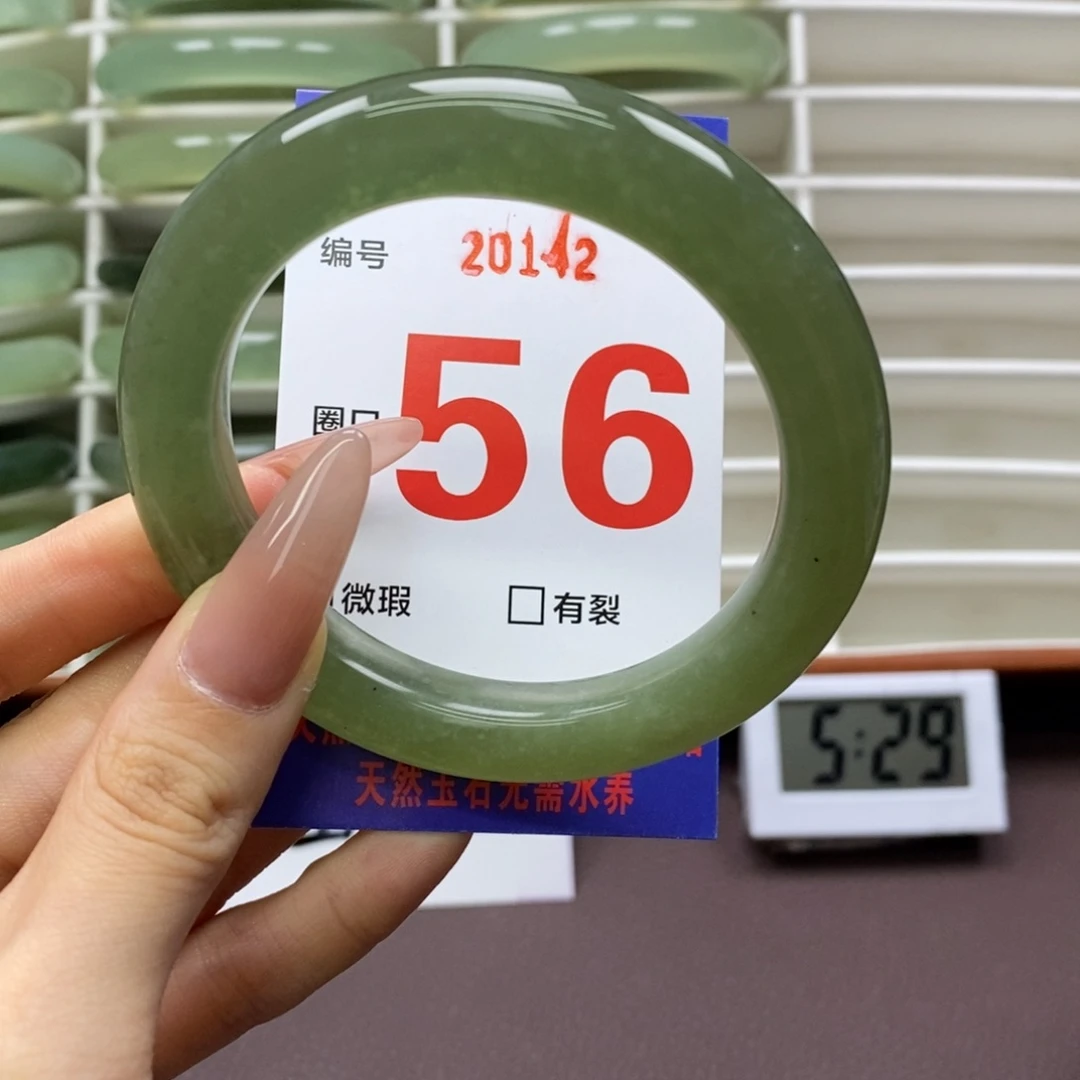 编号 20142
圈口 56
微瑕 □有裂
天然玉石无需水养
5:29